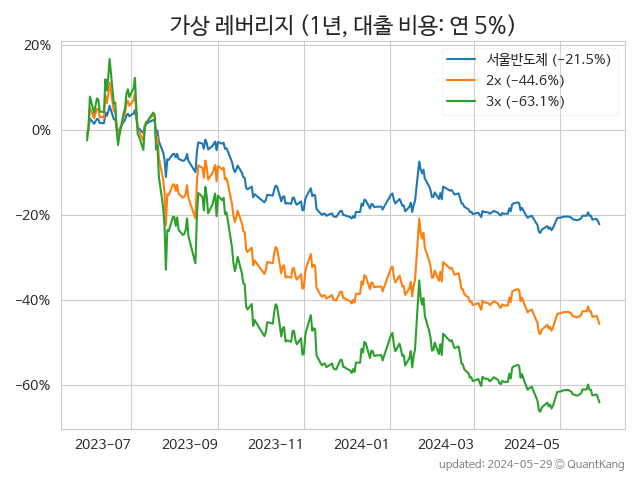 가상 레버리지 (1년, 대출 비용: 연 5%)
20%
0%
−20%
−40%
−60%
서울반도체 (−21.5%)
2x (−44.6%)
3x (−63.1%)
2023-07
2023-09
2023-11
2024-01
2024-03
2024-05
updated: 2024-05-29 © QuantKang